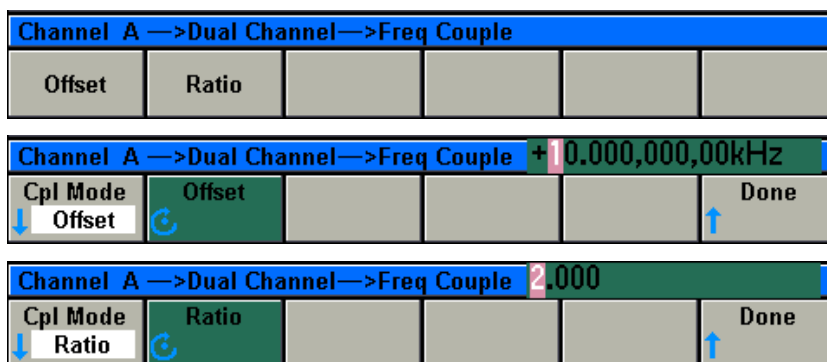 Channel A —>Dual Channel—>Freq Couple
Offset Ratio
Channel A —>Dual Channel—>Freq Couple +10.000,000,00kHz
Cpl Mode Offset Done
Offset
Channel A —>Dual Channel—>Freq Couple 2.000
Cpl Mode Ratio Done
Ratio